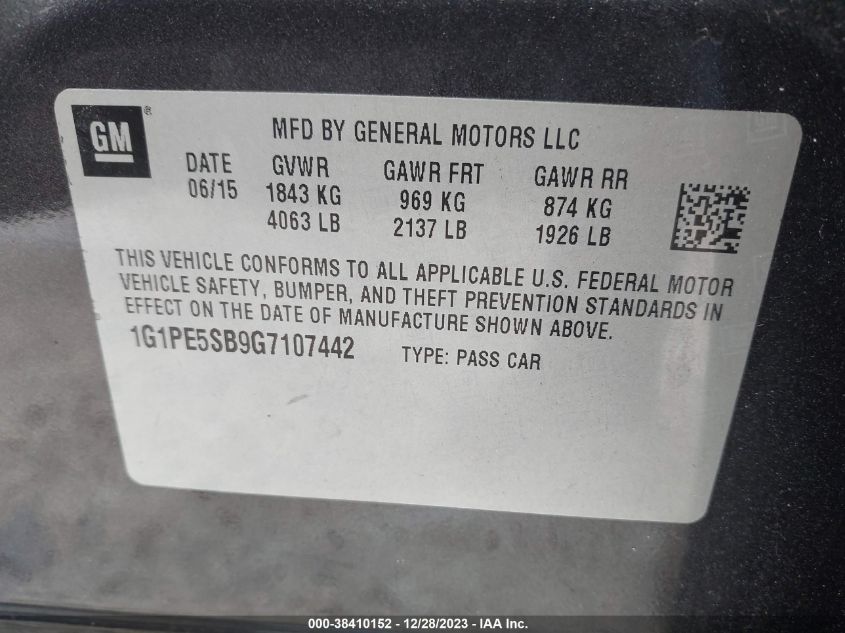 GM ®
MFD BY GENERAL MOTORS LLC
DATE GVWR GAWR FRT GAWR RR
06/15 1843 KG 969 KG 874 KG
4063 LB 2137 LB 1926 LB
THIS VEHICLE CONFORMS TO ALL APPLICABLE U.S. FEDERAL MOTOR
VEHICLE SAFETY, BUMPER, AND THEFT PREVENTION STANDARDS IN
EFFECT ON THE DATE OF MANUFACTURE SHOWN ABOVE.
1G1PE5SB9G7107442 TYPE: PASS CAR
000-38410152 - 12/28/2023 - IAA Inc.